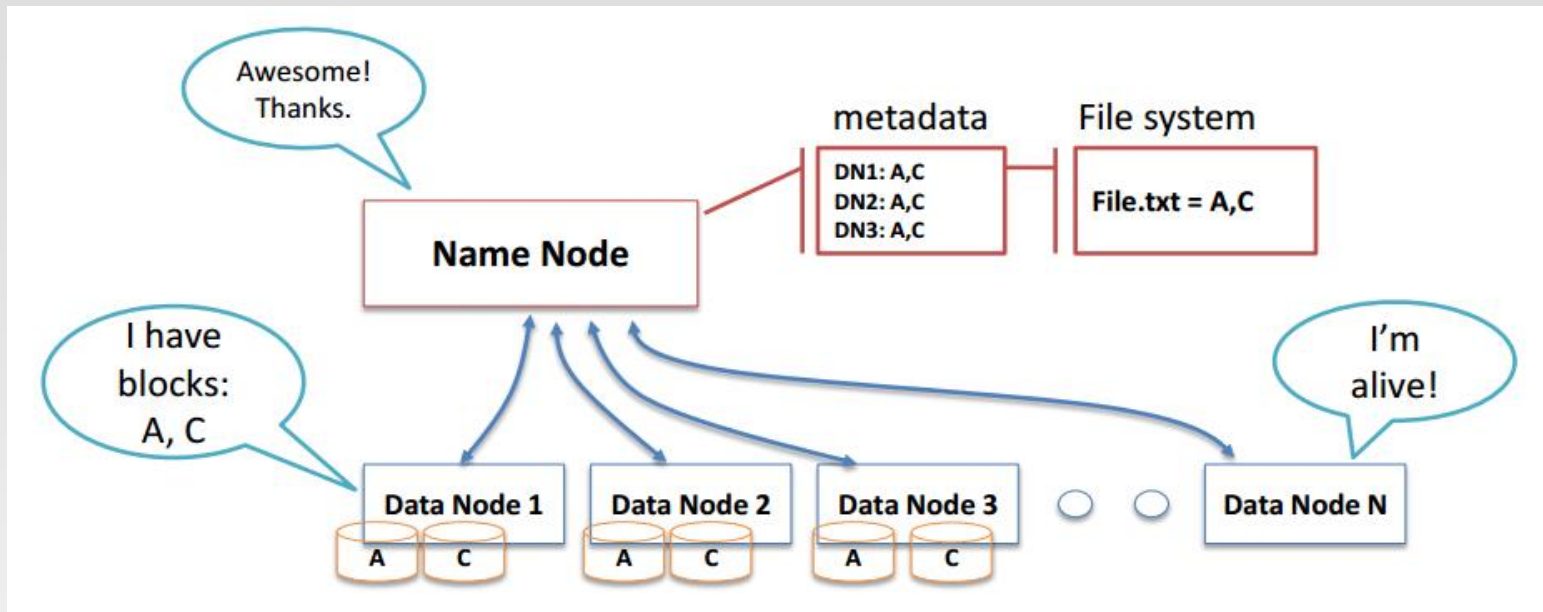 Awesome!
Thanks.
metadata
File system
DN1: A,C
DN2: A,C
DN3: A,C
File.txt = A,C
Name Node
I have
blocks:
A, C
I’m
alive!
Data Node 1
Data Node 2
Data Node 3
Data Node N
A
C
A
C
A
C